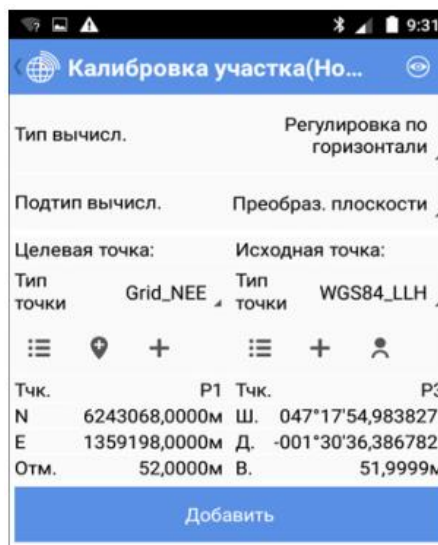 9:31
Калибровка участка(Но...
Тип вычисл. Регулировка по горизонтали
Подтип вычисл. Преобраз. плоскости
Целевая точка: Исходная точка:
Тип точки Grid_NEE Тип точки WGS84_LLH
Тчк. P1 Тчк. P3
N 6243068,0000м Ш. 047°17'54,983827
E 1359198,0000м Д. -001°30'36,386782
Отм. 52,0000м В. 51,9999м
Добавить